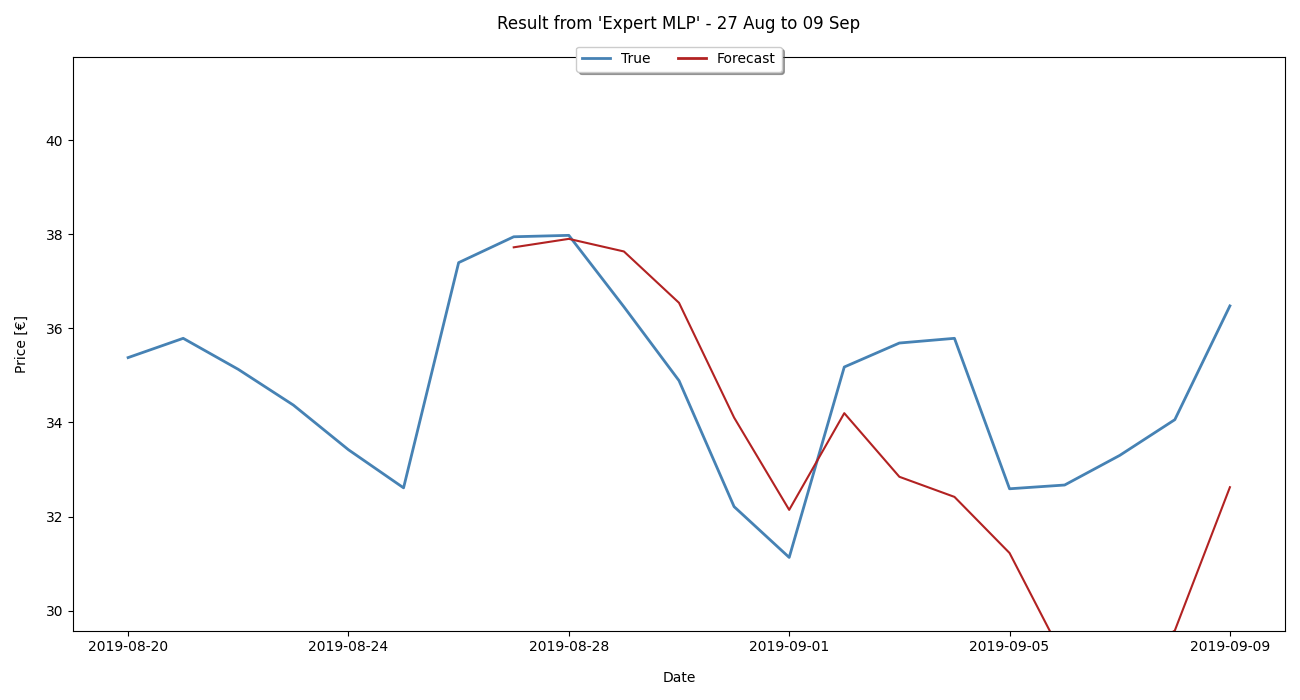 Result from 'Expert MLP' - 27 Aug to 09 Sep
True Forecast
40
38
36
34
32
30
Price [€]
2019-08-20 2019-08-24 2019-08-28 2019-09-01 2019-09-05 2019-09-09
Date